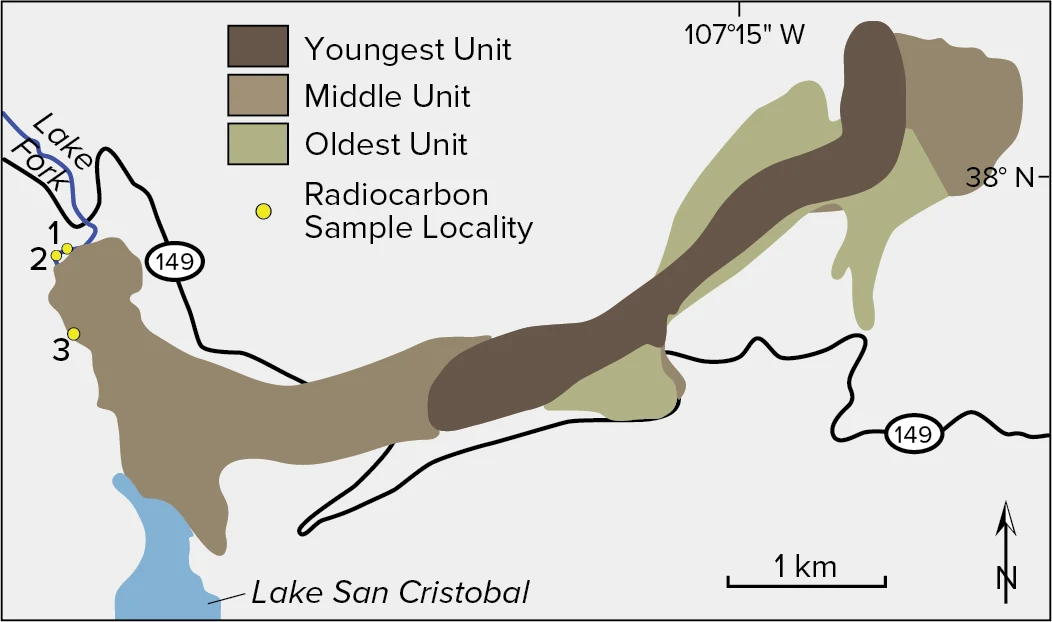 107°15" W
Youngest Unit
Middle Unit
Oldest Unit
Radiocarbon
Sample Locality
Lake
Fork
38° N
1
2
149
3
149
1 km
N
Lake San Cristobal